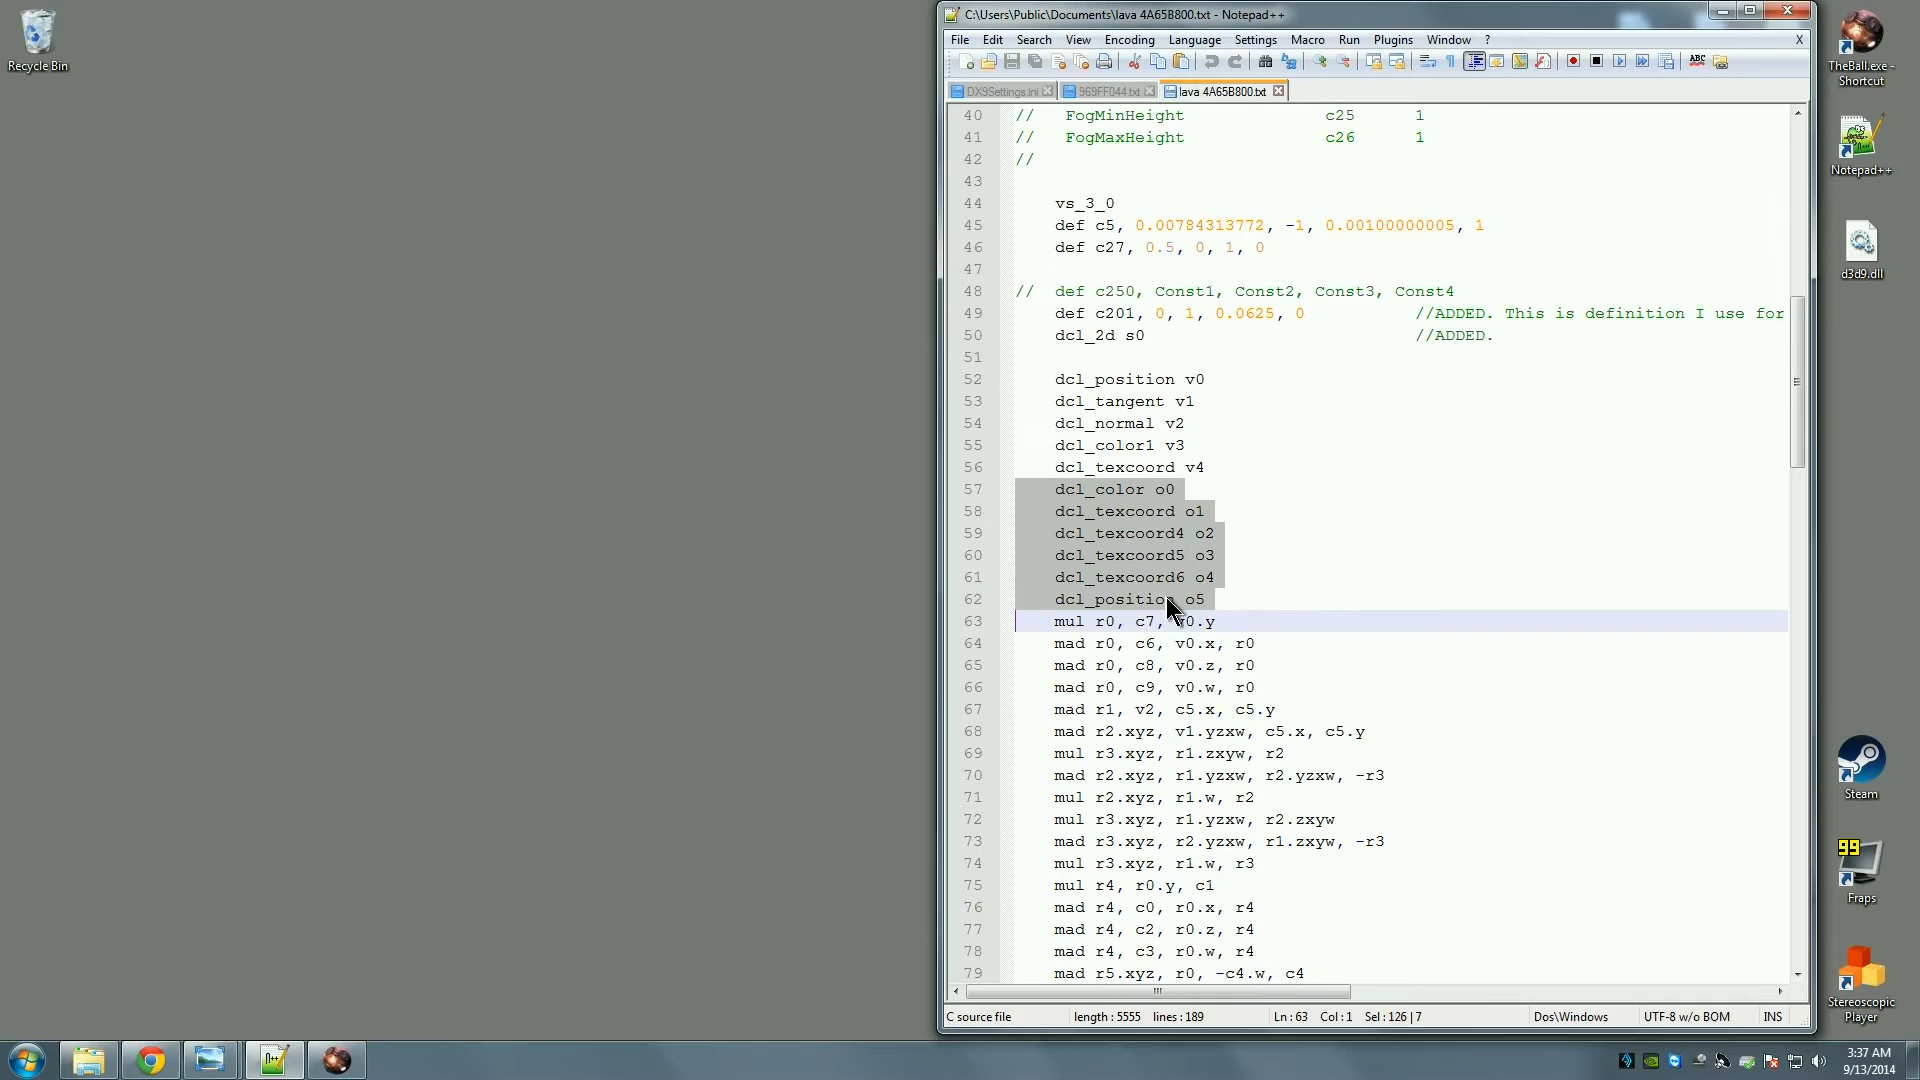 Recycle Bin
C:\Users\Public\Documents\lava 4A65B800.txt - Notepad++
File Edit Search View Encoding Language Settings Macro Run Plugins Window ? X
DX9Settings.ini 969FF044.txt lava 4A65B800.txt
40 // FogMinHeight c25 1
41 // FogMaxHeight c26 1
42 //
43
44 vs_3_0
45 def c5, 0.00784313772, -1, 0.00100000005, 1
46 def c27, 0.5, 0, 1, 0
47
48 // def c250, Const1, Const2, Const3, Const4
49 def c201, 0, 1, 0.0625, 0 //ADDED. This is definition I use for
50 dcl_2d s0 //ADDED.
51
52 dcl_position v0
53 dcl_tangent v1
54 dcl_normal v2
55 dcl_color1 v3
56 dcl_texcoord v4
57 dcl_color o0
58 dcl_texcoord o1
59 dcl_texcoord4 o2
60 dcl_texcoord5 o3
61 dcl_texcoord6 o4
62 dcl_position o5
63 mul r0, c7, v0.y
64 mad r0, c6, v0.x, r0
65 mad r0, c8, v0.z, r0
66 mad r0, c9, v0.w, r0
67 mad r1, v2, c5.x, c5.y
68 mad r2.xyz, v1.yzxw, c5.x, c5.y
69 mul r3.xyz, r1.zxyw, r2
70 mad r2.xyz, r1.yzxw, r2.yzxw, -r3
71 mul r2.xyz, r1.w, r2
72 mul r3.xyz, r1.yzxw, r2.zxyw
73 mad r3.xyz, r2.yzxw, r1.zxyw, -r3
74 mul r3.xyz, r1.w, r3
75 mul r4, r0.y, c1
76 mad r4, c0, r0.x, r4
77 mad r4, c2, r0.z, r4
78 mad r4, c3, r0.w, r4
79 mad r5.xyz, r0, -c4.w, c4
C source file length : 5555 lines : 189 Ln : 63 Col : 1 Sel : 126 | 7 Dos\Windows UTF-8 w/o BOM INS
TheBall.exe - Shortcut
Notepad++
d3d9.dll
Steam
99
Fraps
Stereoscopic Player
3:37 AM
9/13/2014